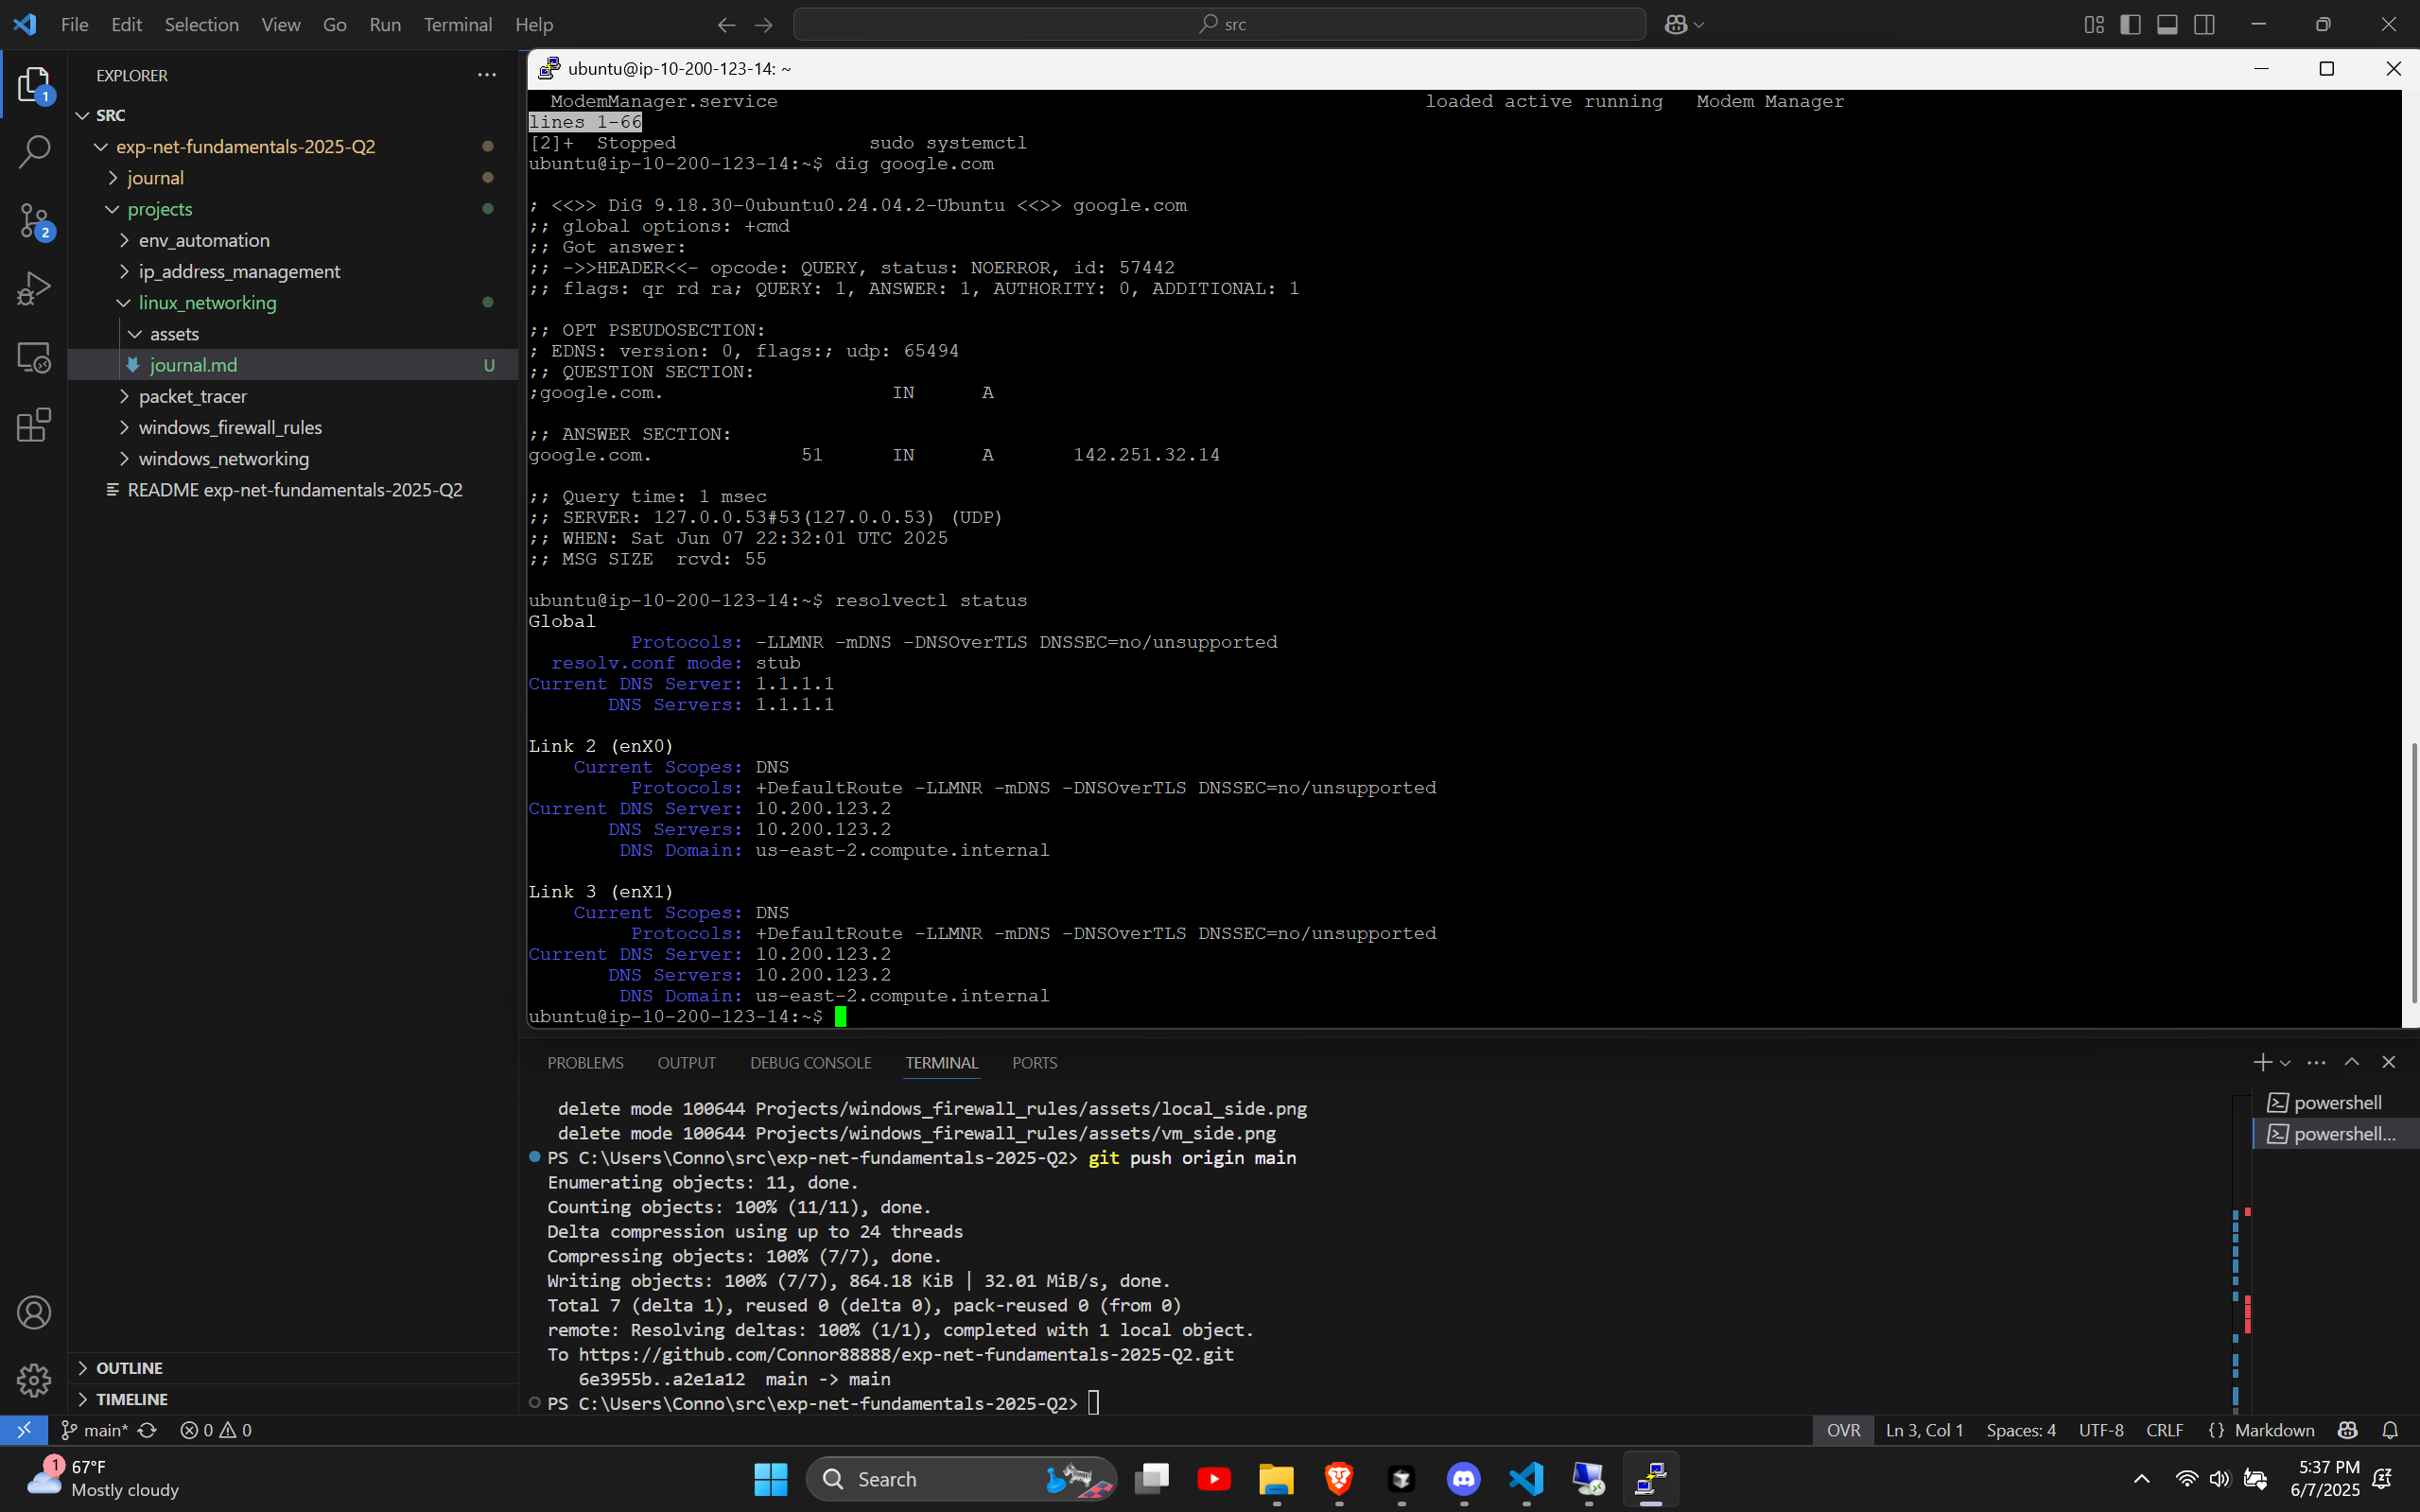 File Edit Selection View Go Run Terminal Help
src
EXPLORER
SRC
exp-net-fundamentals-2025-Q2
journal
projects
env_automation
ip_address_management
linux_networking
assets
journal.md U
packet_tracer
windows_firewall_rules
windows_networking
README exp-net-fundamentals-2025-Q2
OUTLINE
TIMELINE
1
2
ubuntu@ip-10-200-123-14: ~
ModemManager.service loaded active running Modem Manager
lines 1-66
[2]+ Stopped sudo systemctl
ubuntu@ip-10-200-123-14:~$ dig google.com
; <<>> DiG 9.18.30-0ubuntu0.24.04.2-Ubuntu <<>> google.com
;; global options: +cmd
;; Got answer:
;; ->>HEADER<<- opcode: QUERY, status: NOERROR, id: 57442
;; flags: qr rd ra; QUERY: 1, ANSWER: 1, AUTHORITY: 0, ADDITIONAL: 1
;; OPT PSEUDOSECTION:
; EDNS: version: 0, flags:; udp: 65494
;; QUESTION SECTION:
;google.com. IN A
;; ANSWER SECTION:
google.com. 51 IN A 142.251.32.14
;; Query time: 1 msec
;; SERVER: 127.0.0.53#53(127.0.0.53) (UDP)
;; WHEN: Sat Jun 07 22:32:01 UTC 2025
;; MSG SIZE rcvd: 55
ubuntu@ip-10-200-123-14:~$ resolvectl status
Global
Protocols: -LLMNR -mDNS -DNSOverTLS DNSSEC=no/unsupported
resolv.conf mode: stub
Current DNS Server: 1.1.1.1
DNS Servers: 1.1.1.1
Link 2 (enX0)
Current Scopes: DNS
Protocols: +DefaultRoute -LLMNR -mDNS -DNSOverTLS DNSSEC=no/unsupported
Current DNS Server: 10.200.123.2
DNS Servers: 10.200.123.2
DNS Domain: us-east-2.compute.internal
Link 3 (enX1)
Current Scopes: DNS
Protocols: +DefaultRoute -LLMNR -mDNS -DNSOverTLS DNSSEC=no/unsupported
Current DNS Server: 10.200.123.2
DNS Servers: 10.200.123.2
DNS Domain: us-east-2.compute.internal
ubuntu@ip-10-200-123-14:~$
PROBLEMS OUTPUT DEBUG CONSOLE TERMINAL PORTS
delete mode 100644 Projects/windows_firewall_rules/assets/local_side.png
delete mode 100644 Projects/windows_firewall_rules/assets/vm_side.png
PS C:\Users\Conno\src\exp-net-fundamentals-2025-Q2> git push origin main
Enumerating objects: 11, done.
Counting objects: 100% (11/11), done.
Delta compression using up to 24 threads
Compressing objects: 100% (7/7), done.
Writing objects: 100% (7/7), 864.18 KiB | 32.01 MiB/s, done.
Total 7 (delta 1), reused 0 (delta 0), pack-reused 0 (from 0)
remote: Resolving deltas: 100% (1/1), completed with 1 local object.
To https://github.com/Connor88888/exp-net-fundamentals-2025-Q2.git
6e3955b..a2e1a12 main -> main
PS C:\Users\Conno\src\exp-net-fundamentals-2025-Q2>
powershell
powershell...
main* 0 0
OVR Ln 3, Col 1 Spaces: 4 UTF-8 CRLF {} Markdown
1
67°F
Mostly cloudy
Search
5:37 PM
6/7/2025